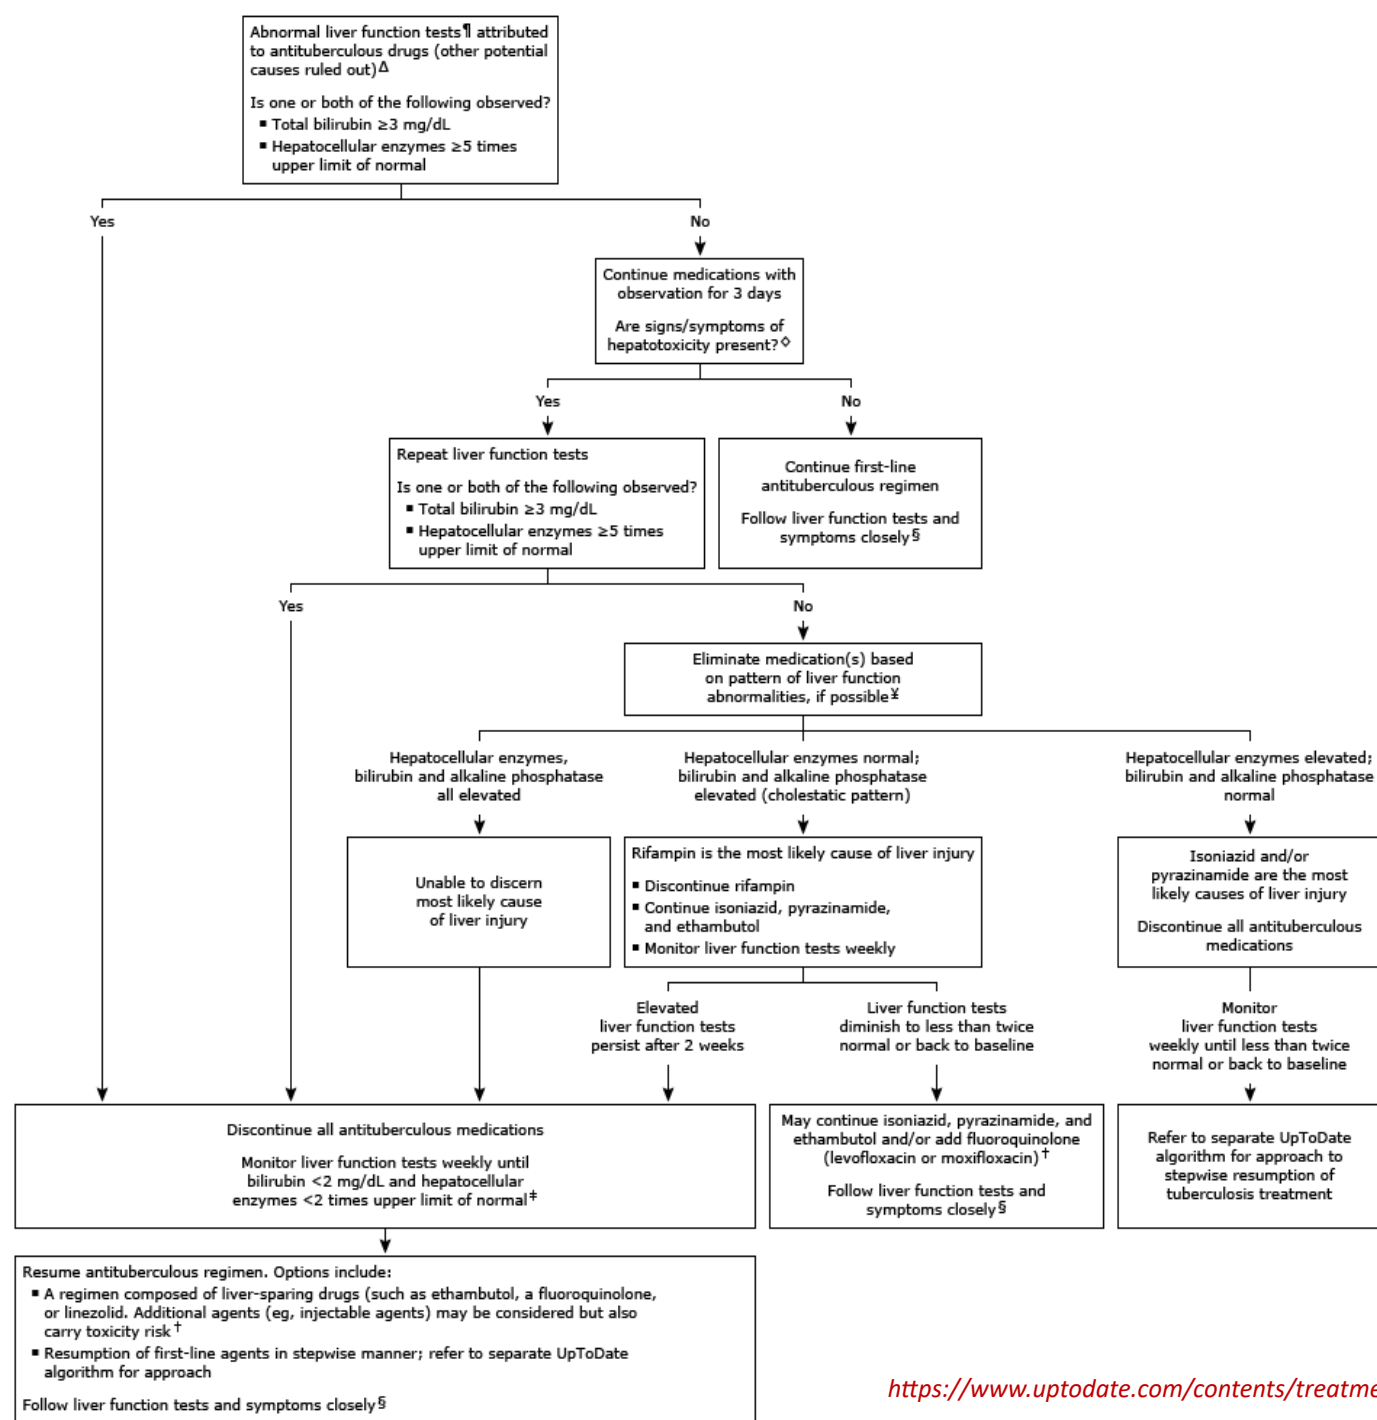 Abnormal liver function tests¶ attributed
to antituberculous drugs (other potential
causes ruled out)Δ
Is one or both of the following observed?
▪ Total bilirubin ≥3 mg/dL
▪ Hepatocellular enzymes ≥5 times
upper limit of normal
Yes
No
Continue medications with
observation for 3 days
Are signs/symptoms of
hepatotoxicity present?◊
Yes
No
Repeat liver function tests
Is one or both of the following observed?
▪ Total bilirubin ≥3 mg/dL
▪ Hepatocellular enzymes ≥5 times
upper limit of normal
Continue first-line
antituberculous regimen
Follow liver function tests and
symptoms closely§
Yes
No
Eliminate medication(s) based
on pattern of liver function
abnormalities, if possible¥
Hepatocellular enzymes,
bilirubin and alkaline phosphatase
all elevated
Hepatocellular enzymes normal;
bilirubin and alkaline phosphatase
elevated (cholestatic pattern)
Hepatocellular enzymes elevated;
bilirubin and alkaline phosphatase
normal
Unable to discern
most likely cause
of liver injury
Rifampin is the most likely cause of liver injury
▪ Discontinue rifampin
▪ Continue isoniazid, pyrazinamide,
and ethambutol
▪ Monitor liver function tests weekly
Isoniazid and/or
pyrazinamide are the most
likely causes of liver injury
Discontinue all antituberculous
medications
Elevated
liver function tests
persist after 2 weeks
Liver function tests
diminish to less than twice
normal or back to baseline
Monitor
liver function tests
weekly until less than twice
normal or back to baseline
Discontinue all antituberculous medications
Monitor liver function tests weekly until
bilirubin <2 mg/dL and hepatocellular
enzymes <2 times upper limit of normal‡
May continue isoniazid, pyrazinamide, and
ethambutol and/or add fluoroquinolone
(levofloxacin or moxifloxacin)†
Follow liver function tests and
symptoms closely§
Refer to separate UpToDate
algorithm for approach to
stepwise resumption of
tuberculosis treatment
Resume antituberculous regimen. Options include:
▪ A regimen composed of liver-sparing drugs (such as ethambutol, a fluoroquinolone,
or linezolid. Additional agents (eg, injectable agents) may be considered but also
carry toxicity risk†
▪ Resumption of first-line agents in stepwise manner; refer to separate UpToDate
algorithm for approach
Follow liver function tests and symptoms closely§
https://www.uptodate.com/contents/treatme